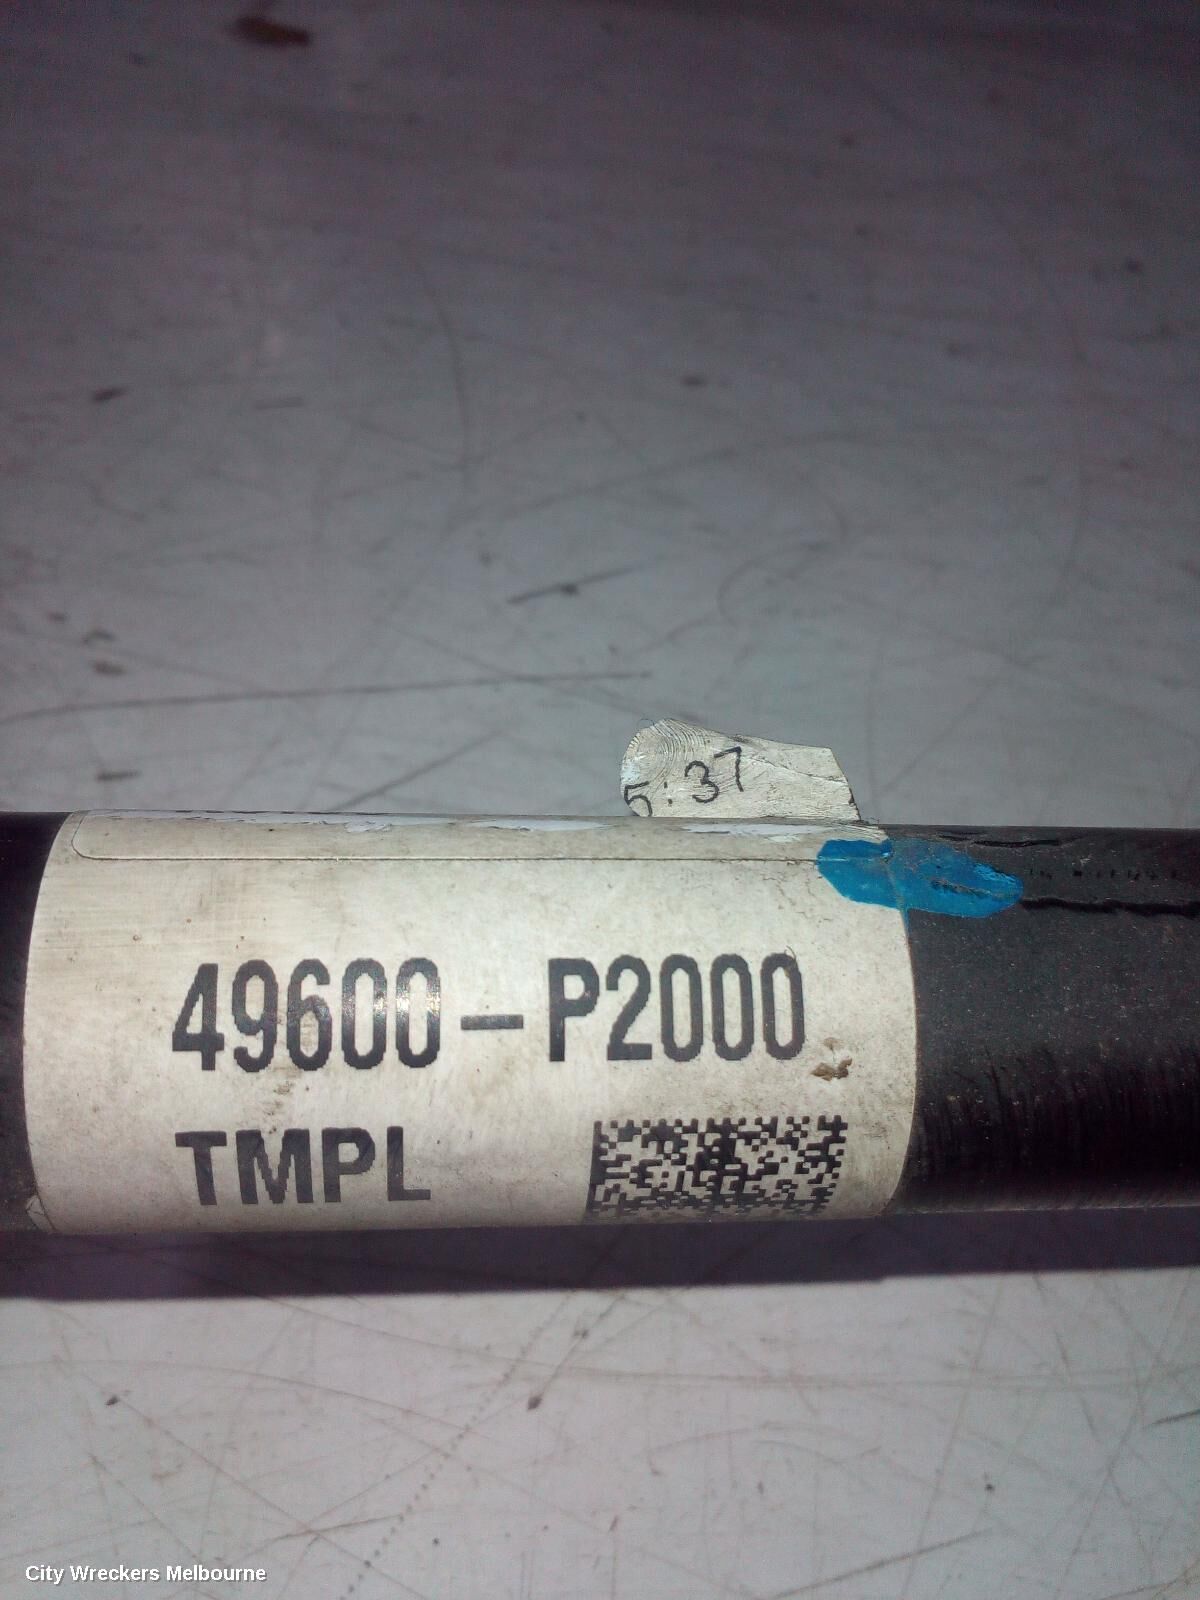 5:37
49600-P2000
TMPL
City Wreckers Melbourne